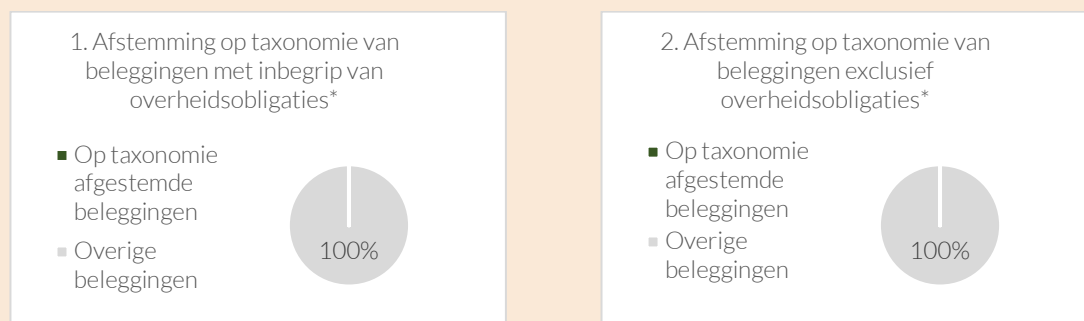 1. Afstemming op taxonomie van
beleggingen met inbegrip van
overheidsobligaties*
Op taxonomie
afgestemde
beleggingen
Overige
beleggingen
100%
2. Afstemming op taxonomie van
beleggingen exclusief
overheidsobligaties*
Op taxonomie
afgestemde
beleggingen
Overige
beleggingen
100%